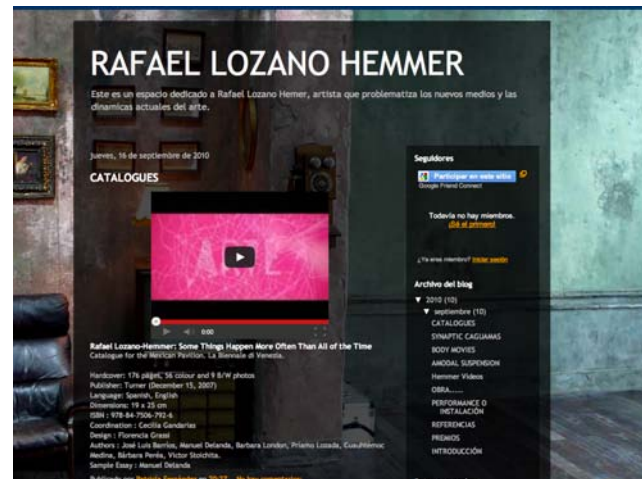 RAFAEL LOZANO HEMMER
Este es un espacio dedicado a Rafael Lozano Hemer, artista que problematiza los nuevos medios y las
dinamicas actuales del arte.
jueves, 16 de septiembre de 2010
CATALOGUES
0:00
Rafael Lozano-Hemmer: Some Things Happen More Often Than All of the Time
Catalogue for the Mexican Pavilion. La Biennale di Venezia.
Hardcover: 176 pages, 56 colour and 9 B/W photos
Publisher: Turner (December 15, 2007)
Language: Spanish, English
Dimensions: 19 x 25 cm
ISBN : 978-84-7506-792-6
Coordination : Cecilia Gandarias
Design : Florencia Grassi
Authors : José Luis Barrios, Manuel Delanda, Barbara London, Príamo Lozada, Cuauhtémoc
Medina, Bárbara Peréa, Victor Stoichita.
Sample Essay : Manuel Delanda
Seguidores
Participar en este sitio
Google Friend Connect
Todavía no hay miembros.
¡Sé el primero!
¿Ya eres miembro? Iniciar sesión
Archivo del blog
▼ 2010 (10)
▼ septiembre (10)
CATALOGUES
SYNAPTIC CAGUAMAS
BODY MOVIES
AMODAL SUSPENSION
Hemmer Videos
OBRA.....
PERFORMANCE O
INSTALACIÓN
REFERENCIAS
PREMIOS
INTRODUCCIÓN